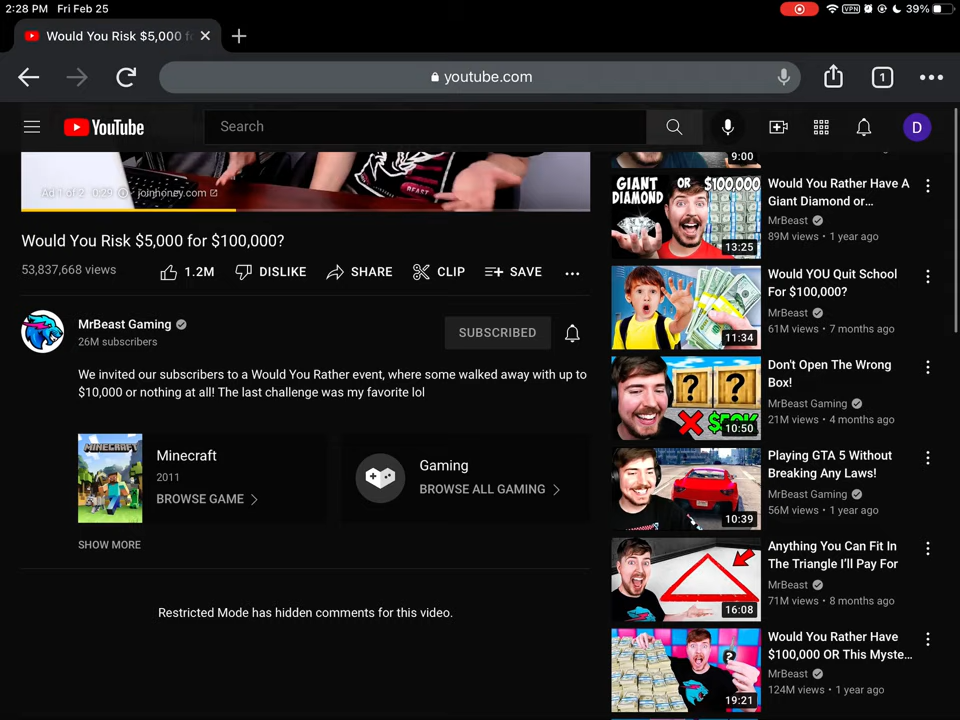 2:28 PM Fri Feb 25
VPN
39%
Would You Risk $5,000 f
youtube.com
1
YouTube
Search
D
BEAST
Ad 1 of 2 · 0:29
joinhoney.com
Would You Risk $5,000 for $100,000?
53,837,668 views
1.2M
DISLIKE
SHARE
CLIP
SAVE
MrBeast Gaming
26M subscribers
SUBSCRIBED
We invited our subscribers to a Would You Rather event, where some walked away with up to
$10,000 or nothing at all! The last challenge was my favorite lol
MINECRAFT
Minecraft
2011
BROWSE GAME
Gaming
BROWSE ALL GAMING
SHOW MORE
Restricted Mode has hidden comments for this video.
9:00
GIANT DIAMOND OR $100,000
13:25
Would You Rather Have A
Giant Diamond or…
MrBeast
89M views • 1 year ago
11:34
Would YOU Quit School
For $100,000?
MrBeast
61M views • 7 months ago
? ?
10:50
Don't Open The Wrong
Box!
MrBeast Gaming
21M views • 4 months ago
10:39
Playing GTA 5 Without
Breaking Any Laws!
MrBeast Gaming
56M views • 1 year ago
16:08
Anything You Can Fit In
The Triangle I’ll Pay For
MrBeast
71M views • 8 months ago
?
19:21
Would You Rather Have
$100,000 OR This Myste…
MrBeast
124M views • 1 year ago